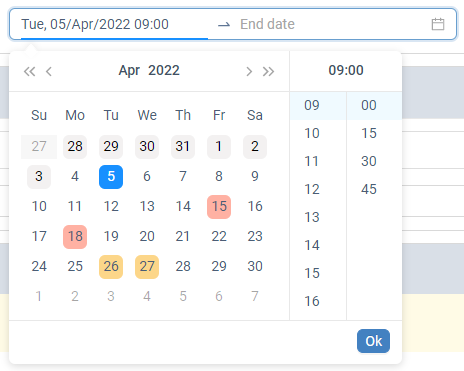 Tue, 05/Apr/2022 09:00 → End date
« ‹ Apr 2022 › » 09:00
Su Mo Tu We Th Fr Sa
09 00
27 28 29 30 31 1 2
10 15
3 4 5 6 7 8 9
11 30
10 11 12 13 14 15 16
12 45
17 18 19 20 21 22 23
13
24 25 26 27 28 29 30
14
1 2 3 4 5 6 7
15
16
Ok